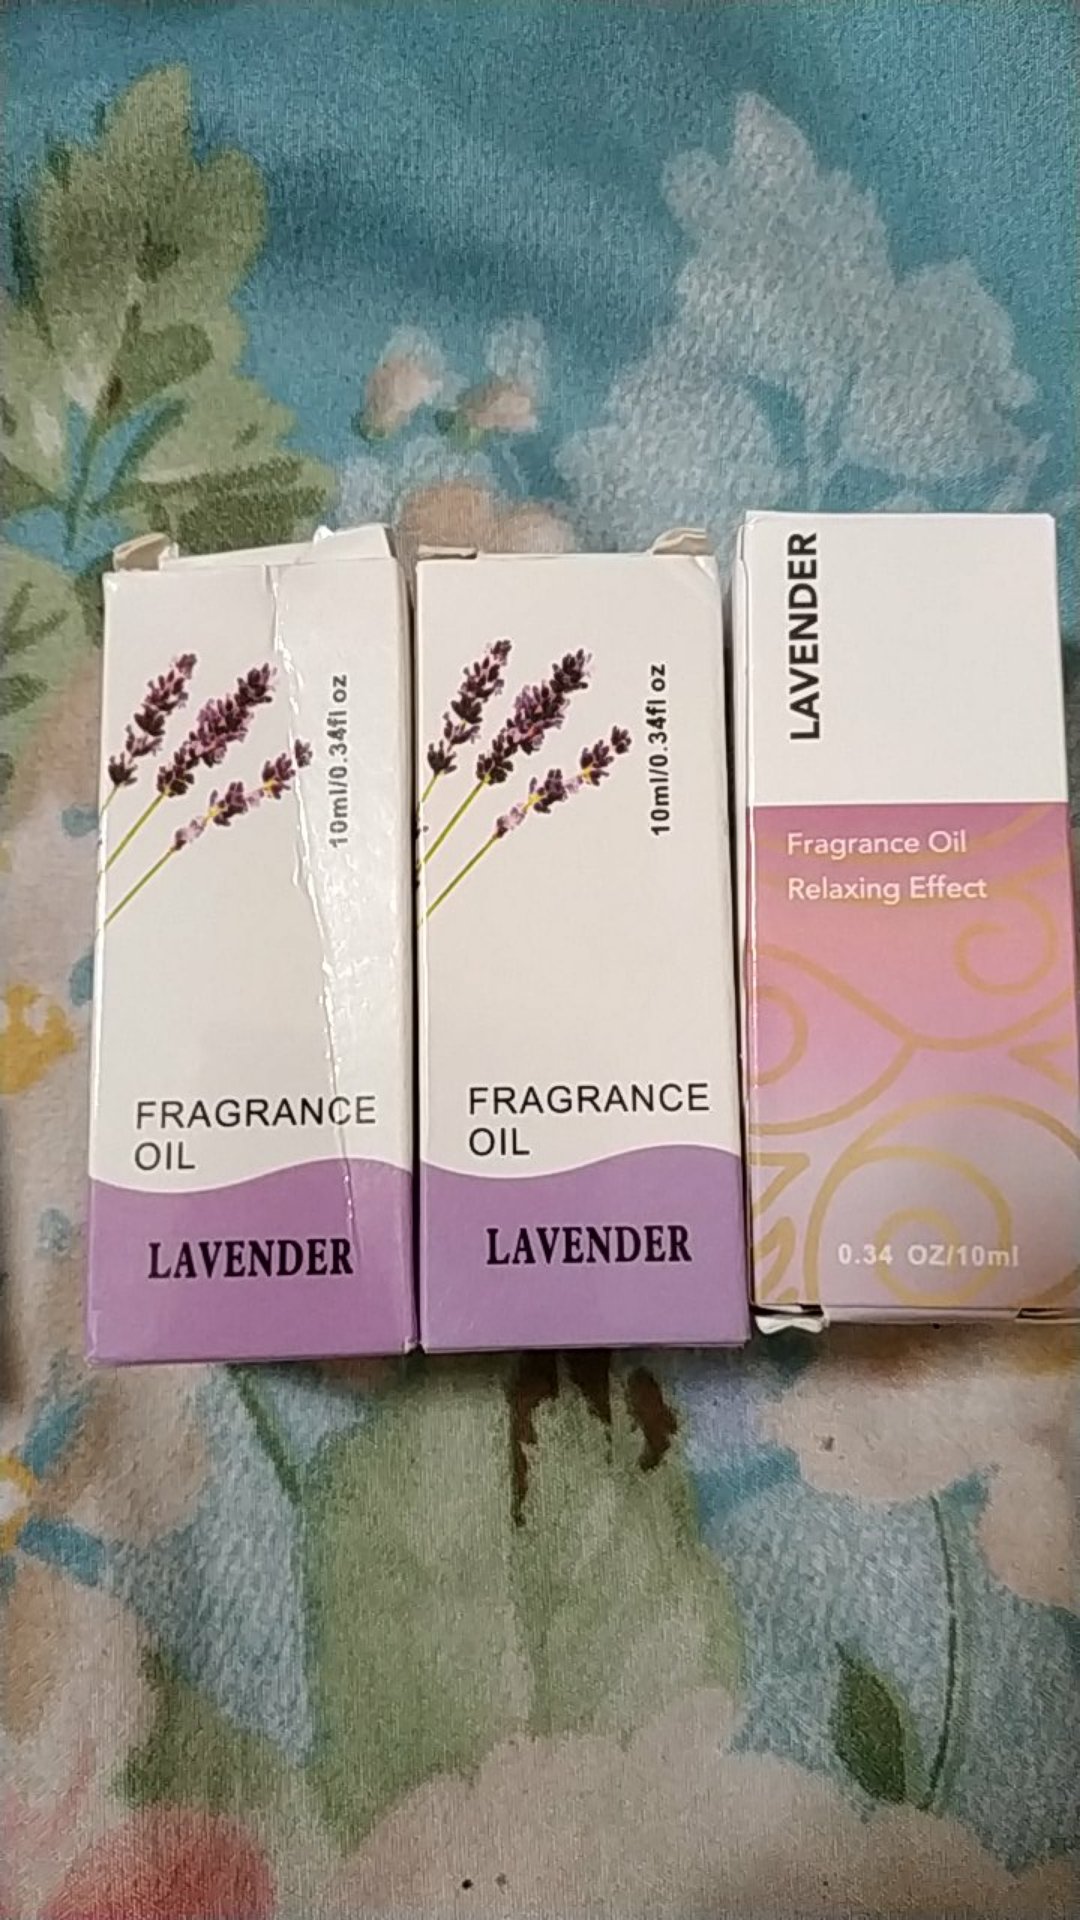 10ml/0.34fl oz
FRAGRANCE
OIL
LAVENDER
10ml/0.34fl oz
FRAGRANCE
OIL
LAVENDER
LAVENDER
Fragrance Oil
Relaxing Effect
0.34 OZ/10ml